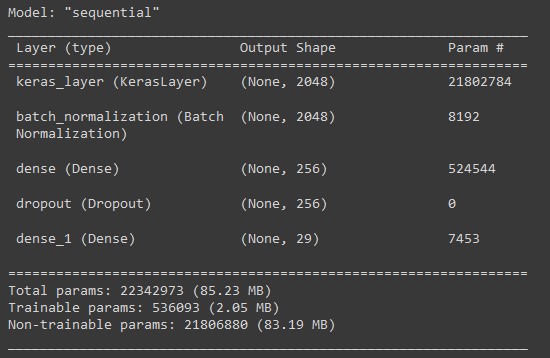 Model: "sequential"
Layer (type) Output Shape Param #
keras_layer (KerasLayer) (None, 2048) 21802784
batch_normalization (Batch (None, 2048) 8192
Normalization)
dense (Dense) (None, 256) 524544
dropout (Dropout) (None, 256) 0
dense_1 (Dense) (None, 29) 7453
Total params: 22342973 (85.23 MB)
Trainable params: 536093 (2.05 MB)
Non-trainable params: 21806880 (83.19 MB)